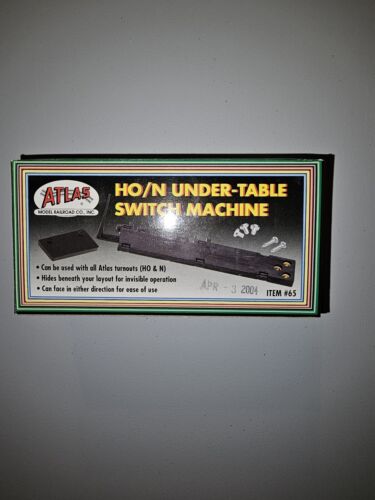 ATLAS
MODEL RAILROAD CO., INC.
HO/N UNDER-TABLE
SWITCH MACHINE
• Can be used with all Atlas turnouts (HO & N)
• Hides beneath your layout for invisible operation
• Can face in either direction for ease of use
APR - 3 2004
ITEM #65